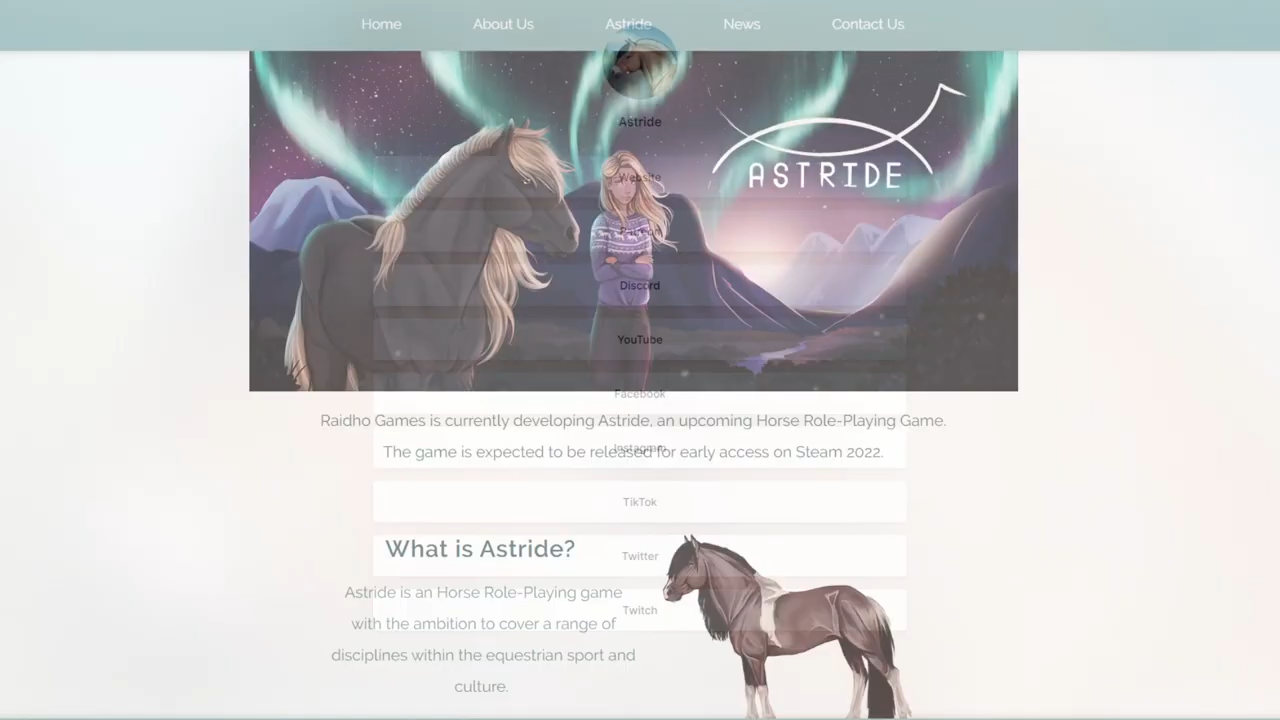 Home
About Us
Astride
News
Contact Us
Astride
ASTRIDE
Website
Patreon
Discord
YouTube
Facebook
Raidho Games is currently developing Astride, an upcoming Horse Role-Playing Game.
Instagram
The game is expected to be released for early access on Steam 2022.
TikTok
What is Astride?
Twitter
Astride is an Horse Role-Playing game
Twitch
with the ambition to cover a range of
disciplines within the equestrian sport and
culture.